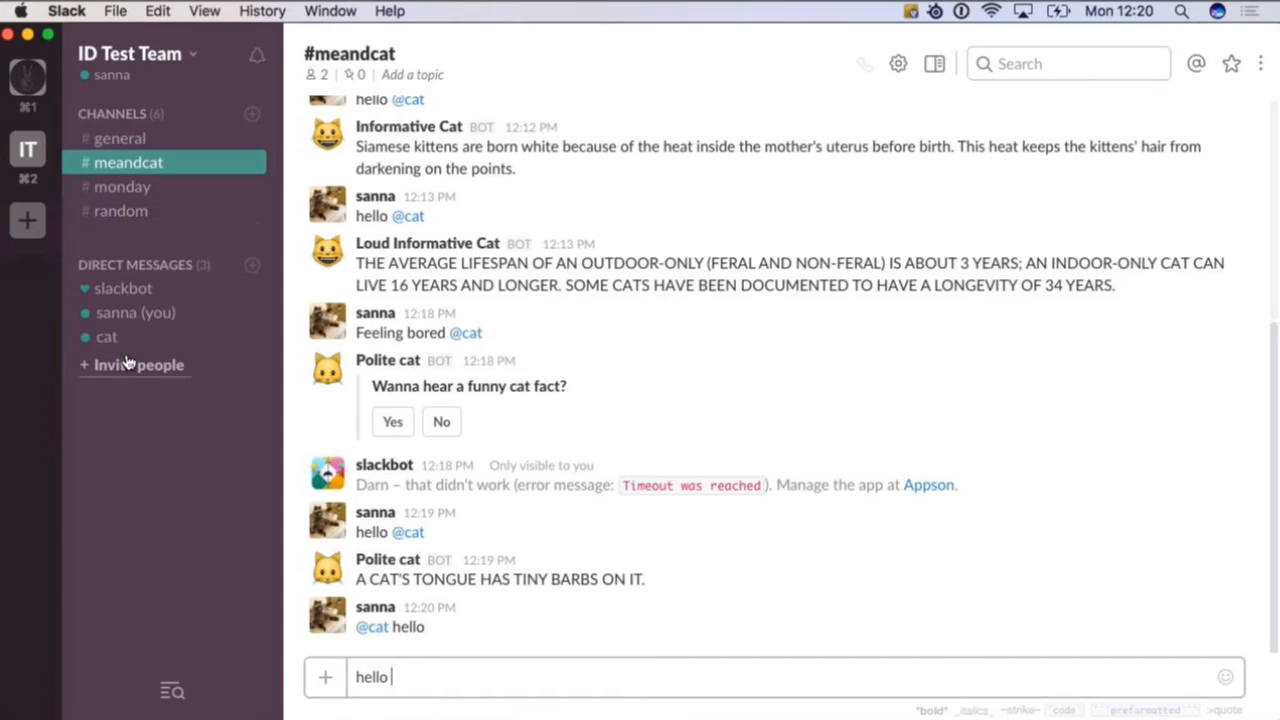 Slack File Edit View History Window Help Mon 12:20
ID Test Team
sanna
⌘1
IT
⌘2
CHANNELS (6)
# general
# meandcat
# monday
# random
DIRECT MESSAGES (3)
slackbot
sanna (you)
cat
+ Invite people
#meandcat
2 | 0 | Add a topic
Search
hello @cat
Informative Cat BOT 12:12 PM
Siamese kittens are born white because of the heat inside the mother's uterus before birth. This heat keeps the kittens' hair from
darkening on the points.
sanna 12:13 PM
hello @cat
Loud Informative Cat BOT 12:13 PM
THE AVERAGE LIFESPAN OF AN OUTDOOR-ONLY (FERAL AND NON-FERAL) IS ABOUT 3 YEARS; AN INDOOR-ONLY CAT CAN
LIVE 16 YEARS AND LONGER. SOME CATS HAVE BEEN DOCUMENTED TO HAVE A LONGEVITY OF 34 YEARS.
sanna 12:18 PM
Feeling bored @cat
Polite cat BOT 12:18 PM
Wanna hear a funny cat fact?
Yes No
slackbot 12:18 PM Only visible to you
Darn – that didn't work (error message: Timeout was reached). Manage the app at Appson.
sanna 12:19 PM
hello @cat
Polite cat BOT 12:19 PM
A CAT'S TONGUE HAS TINY BARBS ON IT.
sanna 12:20 PM
@cat hello
hello
*bold* _italics_ ~strike~ `code` ```preformatted``` >quote